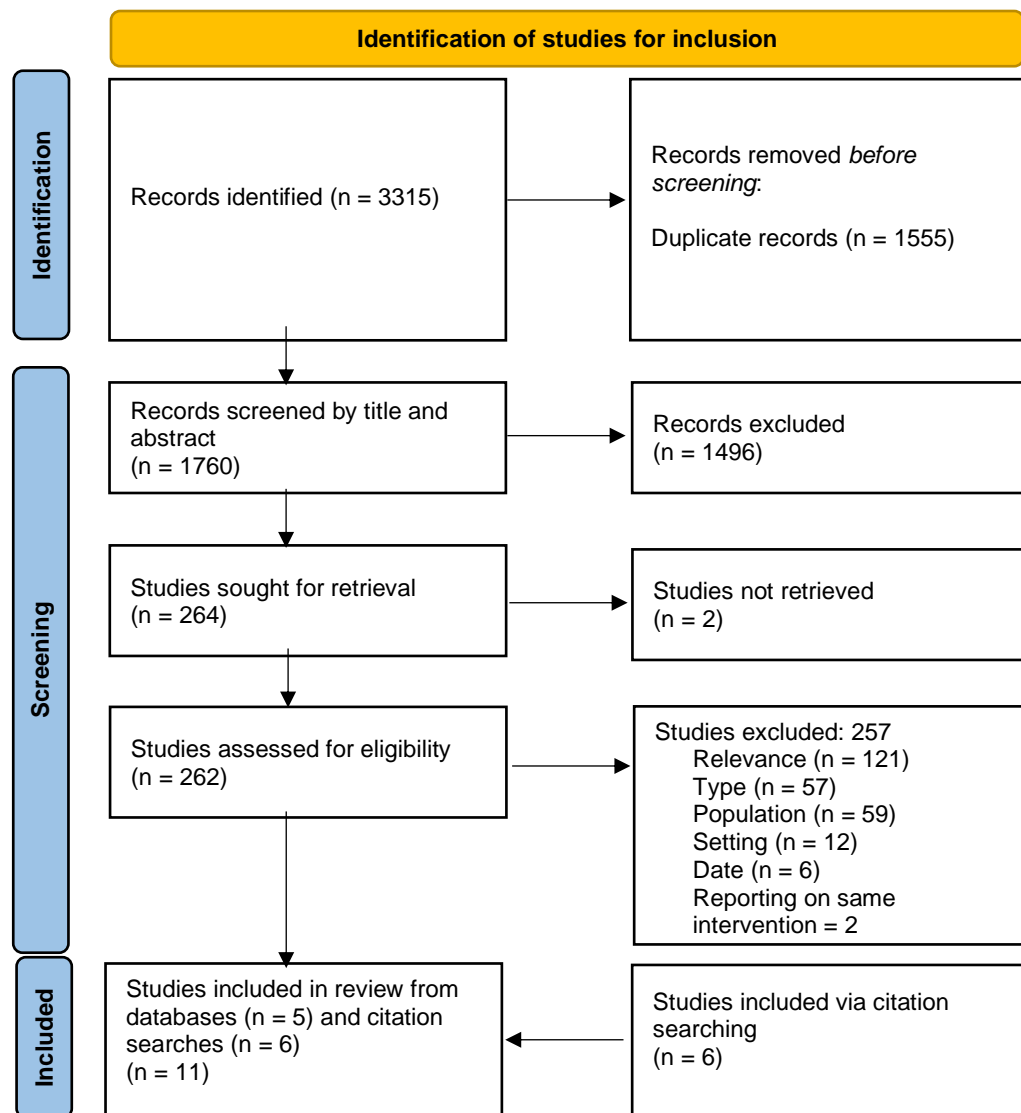 Identification of studies for inclusion
Identification
Records identified (n = 3315)
Records removed before
screening:
Duplicate records (n = 1555)
Screening
Records screened by title and
abstract
(n = 1760)
Records excluded
(n = 1496)
Studies sought for retrieval
(n = 264)
Studies not retrieved
(n = 2)
Studies assessed for eligibility
(n = 262)
Studies excluded: 257
Relevance (n = 121)
Type (n = 57)
Population (n = 59)
Setting (n = 12)
Date (n = 6)
Reporting on same
intervention = 2
Included
Studies included in review from
databases (n = 5) and citation
searches (n = 6)
(n = 11)
Studies included via citation
searching
(n = 6)